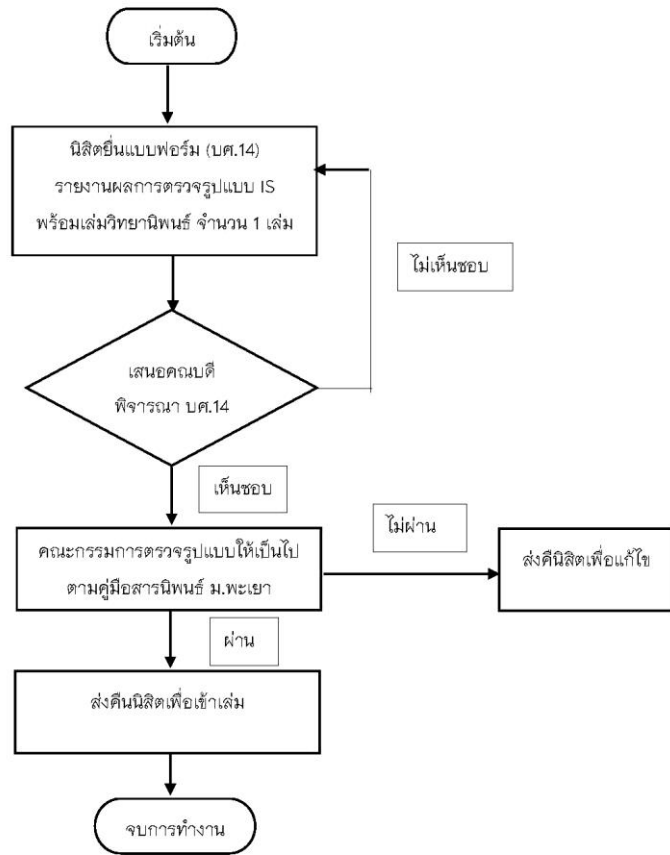 เริ่มต้น
นิสิตยื่นแบบฟอร์ม (บศ.14)
รายงานผลการตรวจรูปแบบ IS
พร้อมเล่มวิทยานิพนธ์ จำนวน 1 เล่ม
ไม่เห็นชอบ
เสนอคณบดี
พิจารณา บศ.14
เห็นชอบ
คณะกรรมการตรวจรูปแบบให้เป็นไป
ตามคู่มือสารนิพนธ์ ม.พะเยา
ไม่ผ่าน
ส่งคืนิสิตเพื่อแก้ไข
ผ่าน
ส่งคืนนิสิตเพื่อเข้าเล่ม
จบการทำงาน